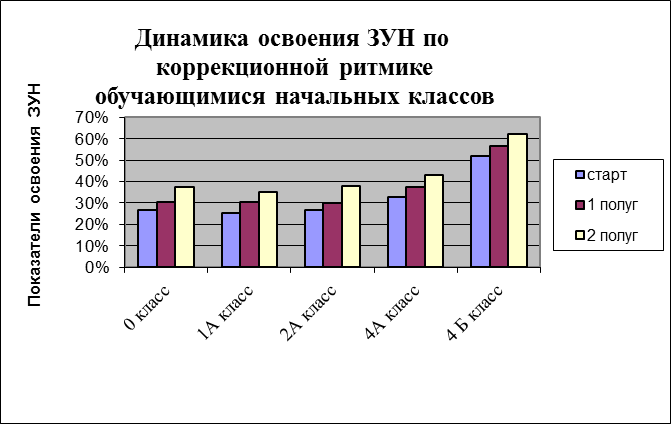 Динамика освоения ЗУН по
коррекционной ритмике
обучающимися начальных классов
Показатели освоения ЗУН
70%
60%
50%
40%
30%
20%
10%
0%
0 класс
1А класс
2А класс
4А класс
4 Б класс
старт
1 полуг
2 полуг